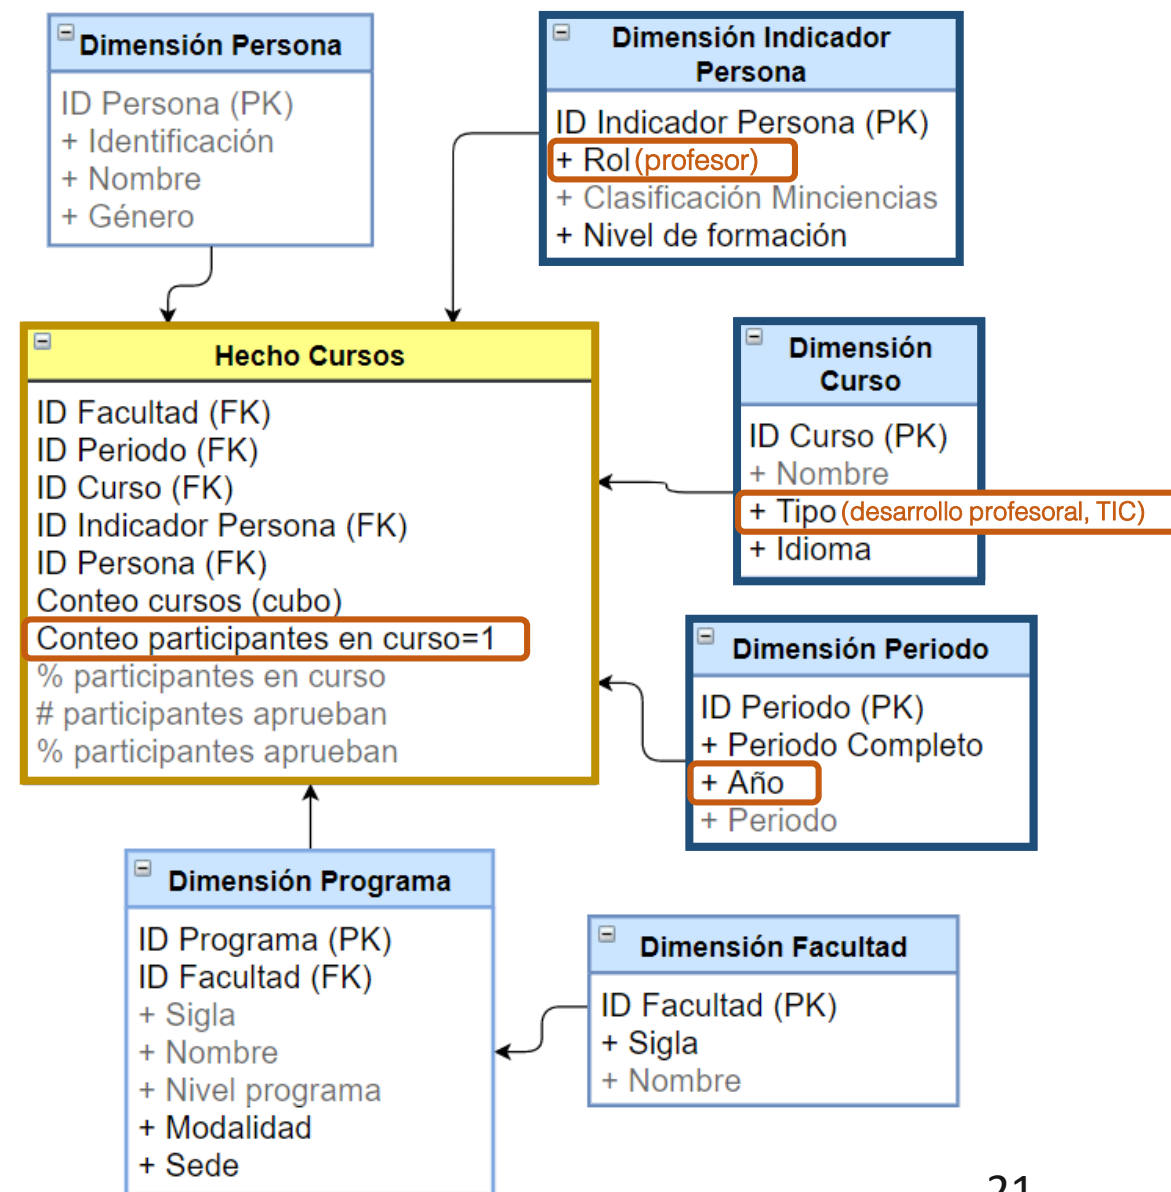 Dimensión Persona
ID Persona (PK)
+ Identificación
+ Nombre
+ Género
Dimensión Indicador
Persona
ID Indicador Persona (PK)
+ Rol (profesor)
+ Clasificación Minciencias
+ Nivel de formación
Hecho Cursos
ID Facultad (FK)
ID Periodo (FK)
ID Curso (FK)
ID Indicador Persona (FK)
ID Persona (FK)
Conteo cursos (cubo)
Conteo participantes en curso=1
% participantes en curso
# participantes aprueban
% participantes aprueban
Dimensión
Curso
ID Curso (PK)
+ Nombre
+ Tipo (desarrollo profesoral, TIC)
+ Idioma
Dimensión Periodo
ID Periodo (PK)
+ Periodo Completo
+ Año
+ Periodo
Dimensión Programa
ID Programa (PK)
ID Facultad (FK)
+ Sigla
+ Nombre
+ Nivel programa
+ Modalidad
+ Sede
Dimensión Facultad
ID Facultad (PK)
+ Sigla
+ Nombre
21